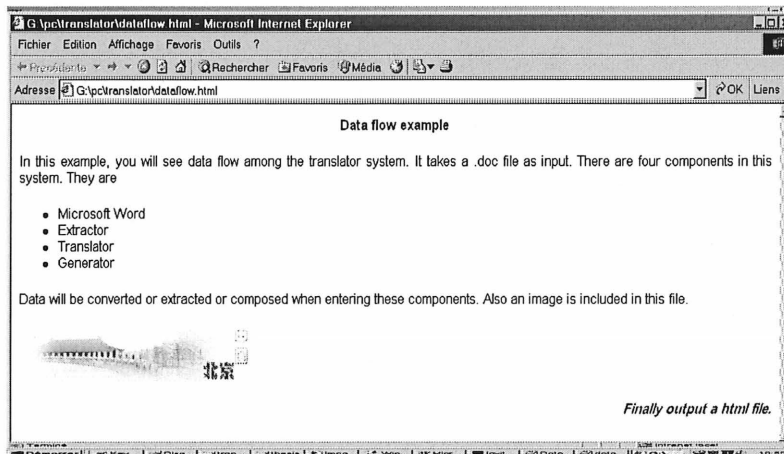 G:\pc\translator\dataflow.html - Microsoft Internet Explorer
Fichier Edition Affichage Favoris Outils ?
Précédente Rechercher Favoris Média
Adresse G:\pc\translator\dataflow.html OK Liens
Data flow example
In this example, you will see data flow among the translator system. It takes a .doc file as input. There are four components in this
system. They are
• Microsoft Word
• Extractor
• Translator
• Generator
Data will be converted or extracted or composed when entering these components. Also an image is included in this file.
北京
Finally output a html file.